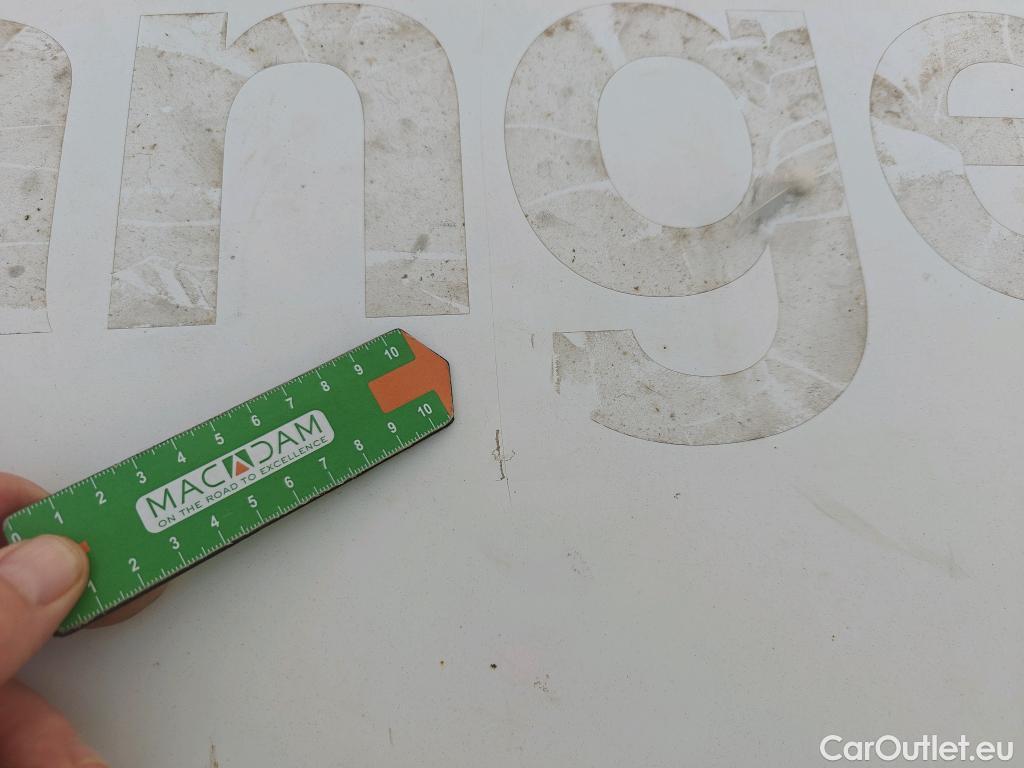 ange
0 1 2 3 4 5 6 7 8 9 10
MACADAM
ON THE ROAD TO EXCELLENCE
1 2 3 4 5 6 7 8 9 10
CarOutlet.eu